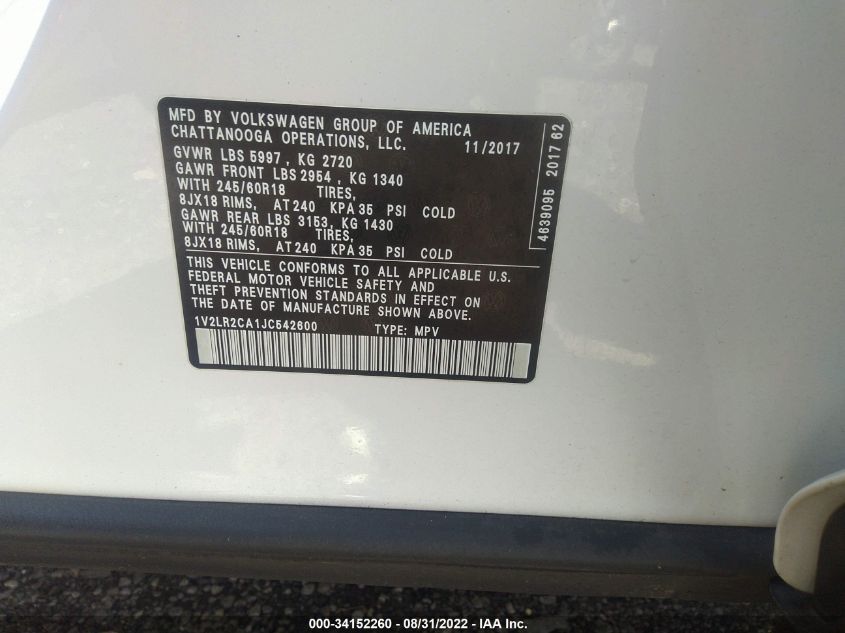 MFD BY VOLKSWAGEN GROUP OF AMERICA
CHATTANOOGA OPERATIONS, LLC. 11/2017
GVWR LBS 5997 , KG 2720
GAWR FRONT LBS 2954 , KG 1340
WITH 245/60R18 TIRES,
8JX18 RIMS, AT 240 KPA 35 PSI COLD
GAWR REAR LBS 3153, KG 1430
WITH 245/60R18 TIRES,
8JX18 RIMS, AT 240 KPA 35 PSI COLD
THIS VEHICLE CONFORMS TO ALL APPLICABLE U.S.
FEDERAL MOTOR VEHICLE SAFETY AND
THEFT PREVENTION STANDARDS IN EFFECT ON
THE DATE OF MANUFACTURE SHOWN ABOVE.
1V2LR2CA1JC542600 TYPE: MPV
4639095 2017 62
000-34152260 - 08/31/2022 - IAAI.COM